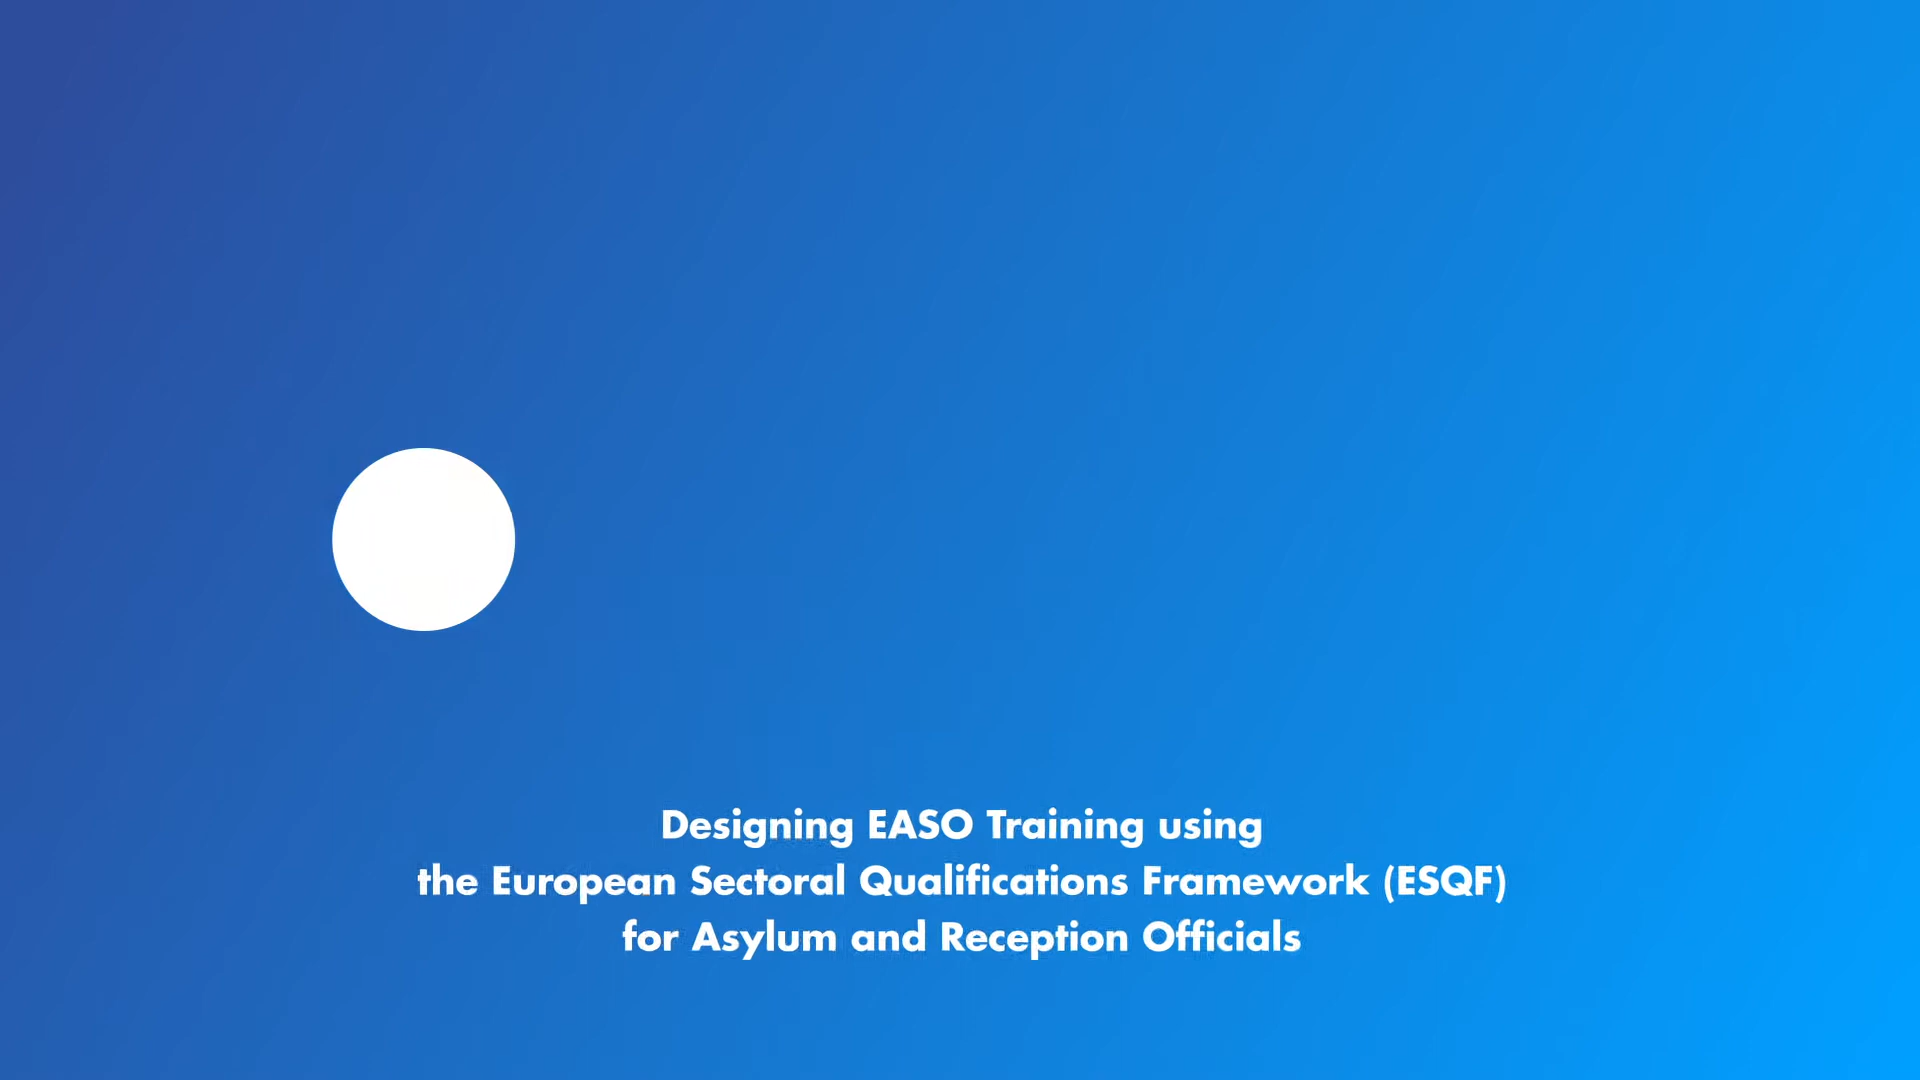 Designing EASO Training using
the European Sectoral Qualifications Framework (ESQF)
for Asylum and Reception Officials